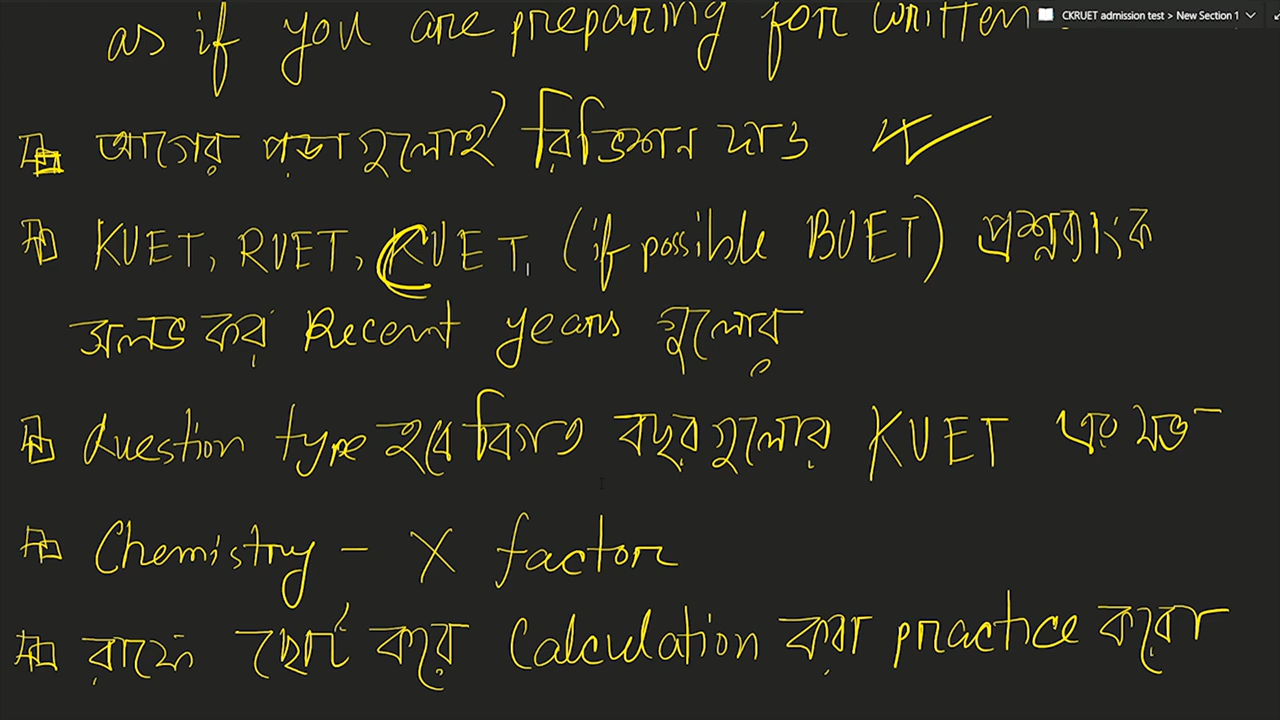 as if you are preparing for written
CKRUET admission test > New Section 1
আগের পড়া গুলোই রিভিশন দাও
KUET, RUET, CUET, (if possible BUET) প্রশ্নব্যাংক
সলভ কর Recent years গুলোর
Question type হবে বিগত বছর গুলোর KUET এর মত
Chemistry - X factor
রাফে ছোট করে Calculation করা practice করো